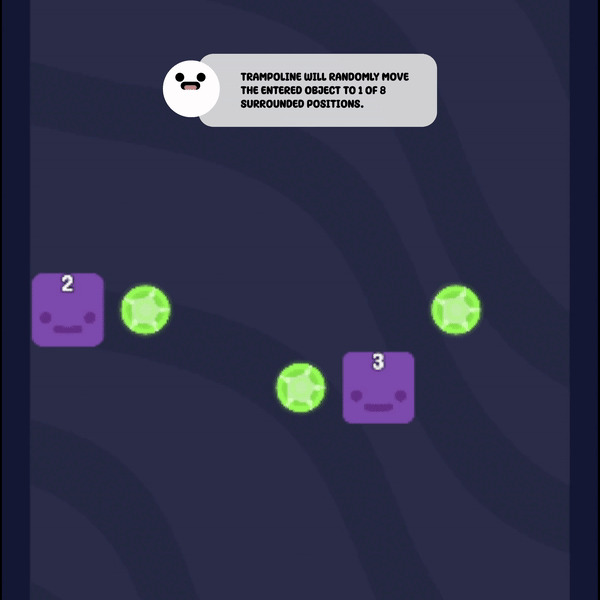 TRAMPOLINE WILL RANDOMLY MOVE
THE ENTERED OBJECT TO 1 OF 8
SURROUNDED POSITIONS.
2
3